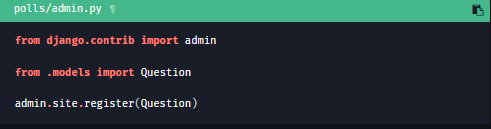 polls/admin.py ¶
from django.contrib import admin
from .models import Question
admin.site.register(Question)